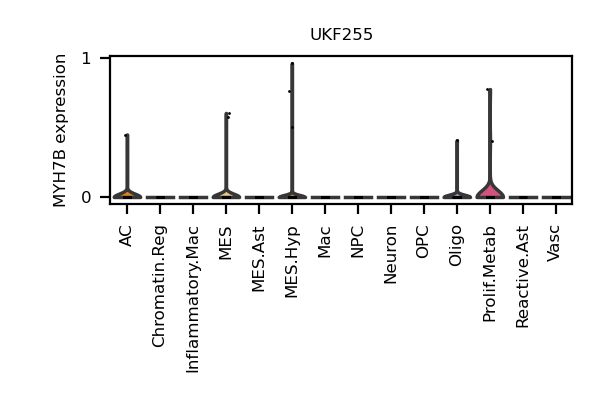 UKF255
MYH7B expression
1
0
AC
Chromatin.Reg
Inflammatory.Mac
MES
MES.Ast
MES.Hyp
Mac
NPC
Neuron
OPC
Oligo
Prolif.Metab
Reactive.Ast
Vasc